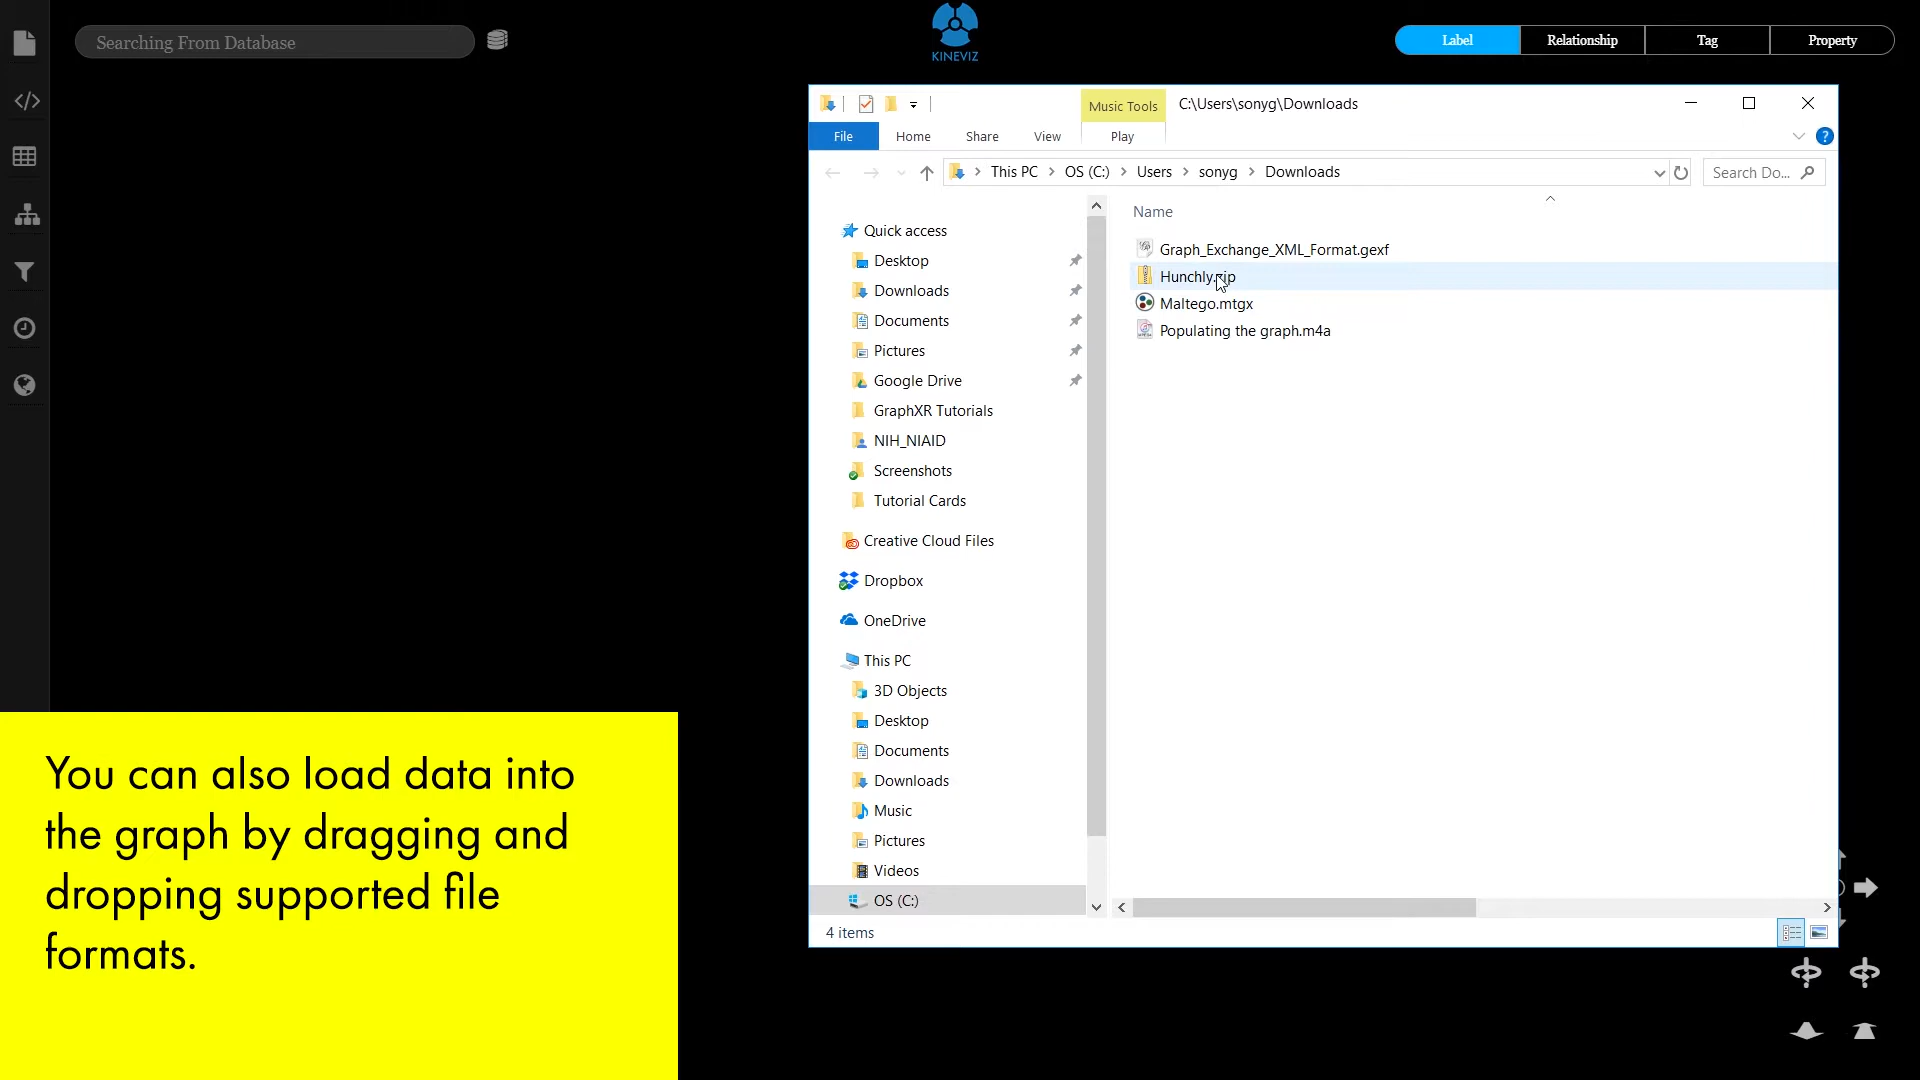 Searching From Database
KINEVIZ
Label
Relationship
Tag
Property
Music Tools
C:\Users\sonyg\Downloads
File
Home
Share
View
Play
This PC
OS (C:)
Users
sonyg
Downloads
Search Do...
Name
Quick access
Desktop
Downloads
Documents
Pictures
Google Drive
GraphXR Tutorials
NIH_NIAID
Screenshots
Tutorial Cards
Creative Cloud Files
Dropbox
OneDrive
This PC
3D Objects
Desktop
Documents
Downloads
Music
Pictures
Videos
OS (C:)
Graph_Exchange_XML_Format.gexf
Hunchly.zip
Maltego.mtgx
Populating the graph.m4a
4 items
You can also load data into
the graph by dragging and
dropping supported file
formats.